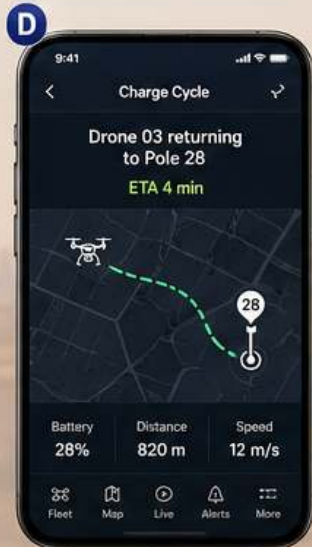 D
9:41
Charge Cycle
Drone 03 returning
to Pole 28
ETA 4 min
28
Battery Distance Speed
28% 820 m 12 m/s
Fleet Map Live Alerts More